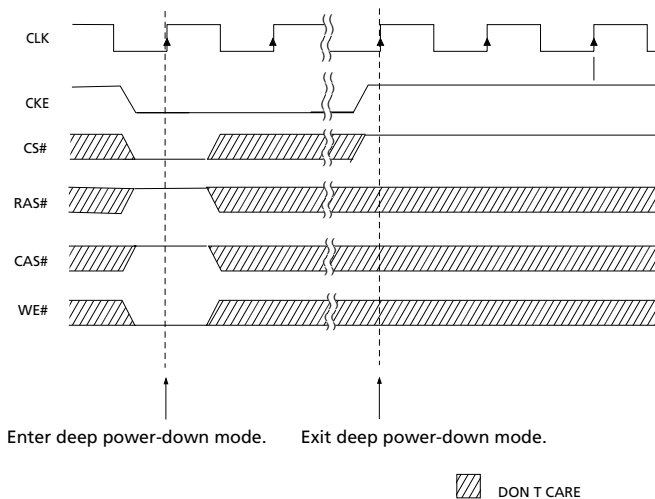 CLK
CKE
CS#
RAS#
CAS#
WE#
Enter deep power-down mode.
Exit deep power-down mode.
DON T CARE